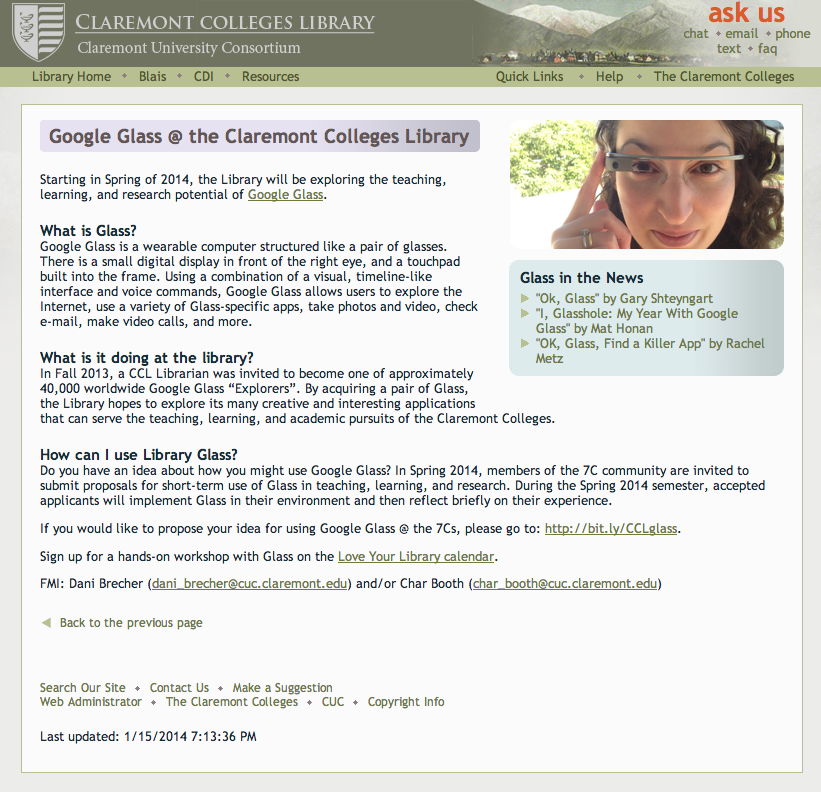 CLAREMONT COLLEGES LIBRARY
Claremont University Consortium
ask us
chat • email • phone
text • faq
Library Home • Blais • CDI • Resources
Quick Links • Help • The Claremont Colleges
Google Glass @ the Claremont Colleges Library
Starting in Spring of 2014, the Library will be exploring the teaching,
learning, and research potential of Google Glass.
What is Glass?
Google Glass is a wearable computer structured like a pair of glasses.
There is a small digital display in front of the right eye, and a touchpad
built into the frame. Using a combination of a visual, timeline-like
interface and voice commands, Google Glass allows users to explore the
Internet, use a variety of Glass-specific apps, take photos and video, check
e-mail, make video calls, and more.
What is it doing at the library?
In Fall 2013, a CCL Librarian was invited to become one of approximately
40,000 worldwide Google Glass “Explorers”. By acquiring a pair of Glass,
the Library hopes to explore its many creative and interesting applications
that can serve the teaching, learning, and academic pursuits of the Claremont Colleges.
Glass in the News
"Ok, Glass" by Gary Shteyngart
"I, Glasshole: My Year With Google
Glass" by Mat Honan
"OK, Glass, Find a Killer App" by Rachel
Metz
How can I use Library Glass?
Do you have an idea about how you might use Google Glass? In Spring 2014, members of the 7C community are invited to
submit proposals for short-term use of Glass in teaching, learning, and research. During the Spring 2014 semester, accepted
applicants will implement Glass in their environment and then reflect briefly on their experience.
If you would like to propose your idea for using Google Glass @ the 7Cs, please go to: http://bit.ly/CCLglass.
Sign up for a hands-on workshop with Glass on the Love Your Library calendar.
FMI: Dani Brecher (dani_brecher@cuc.claremont.edu) and/or Char Booth (char_booth@cuc.claremont.edu)
Back to the previous page
Search Our Site • Contact Us • Make a Suggestion
Web Administrator • The Claremont Colleges • CUC • Copyright Info
Last updated: 1/15/2014 7:13:36 PM